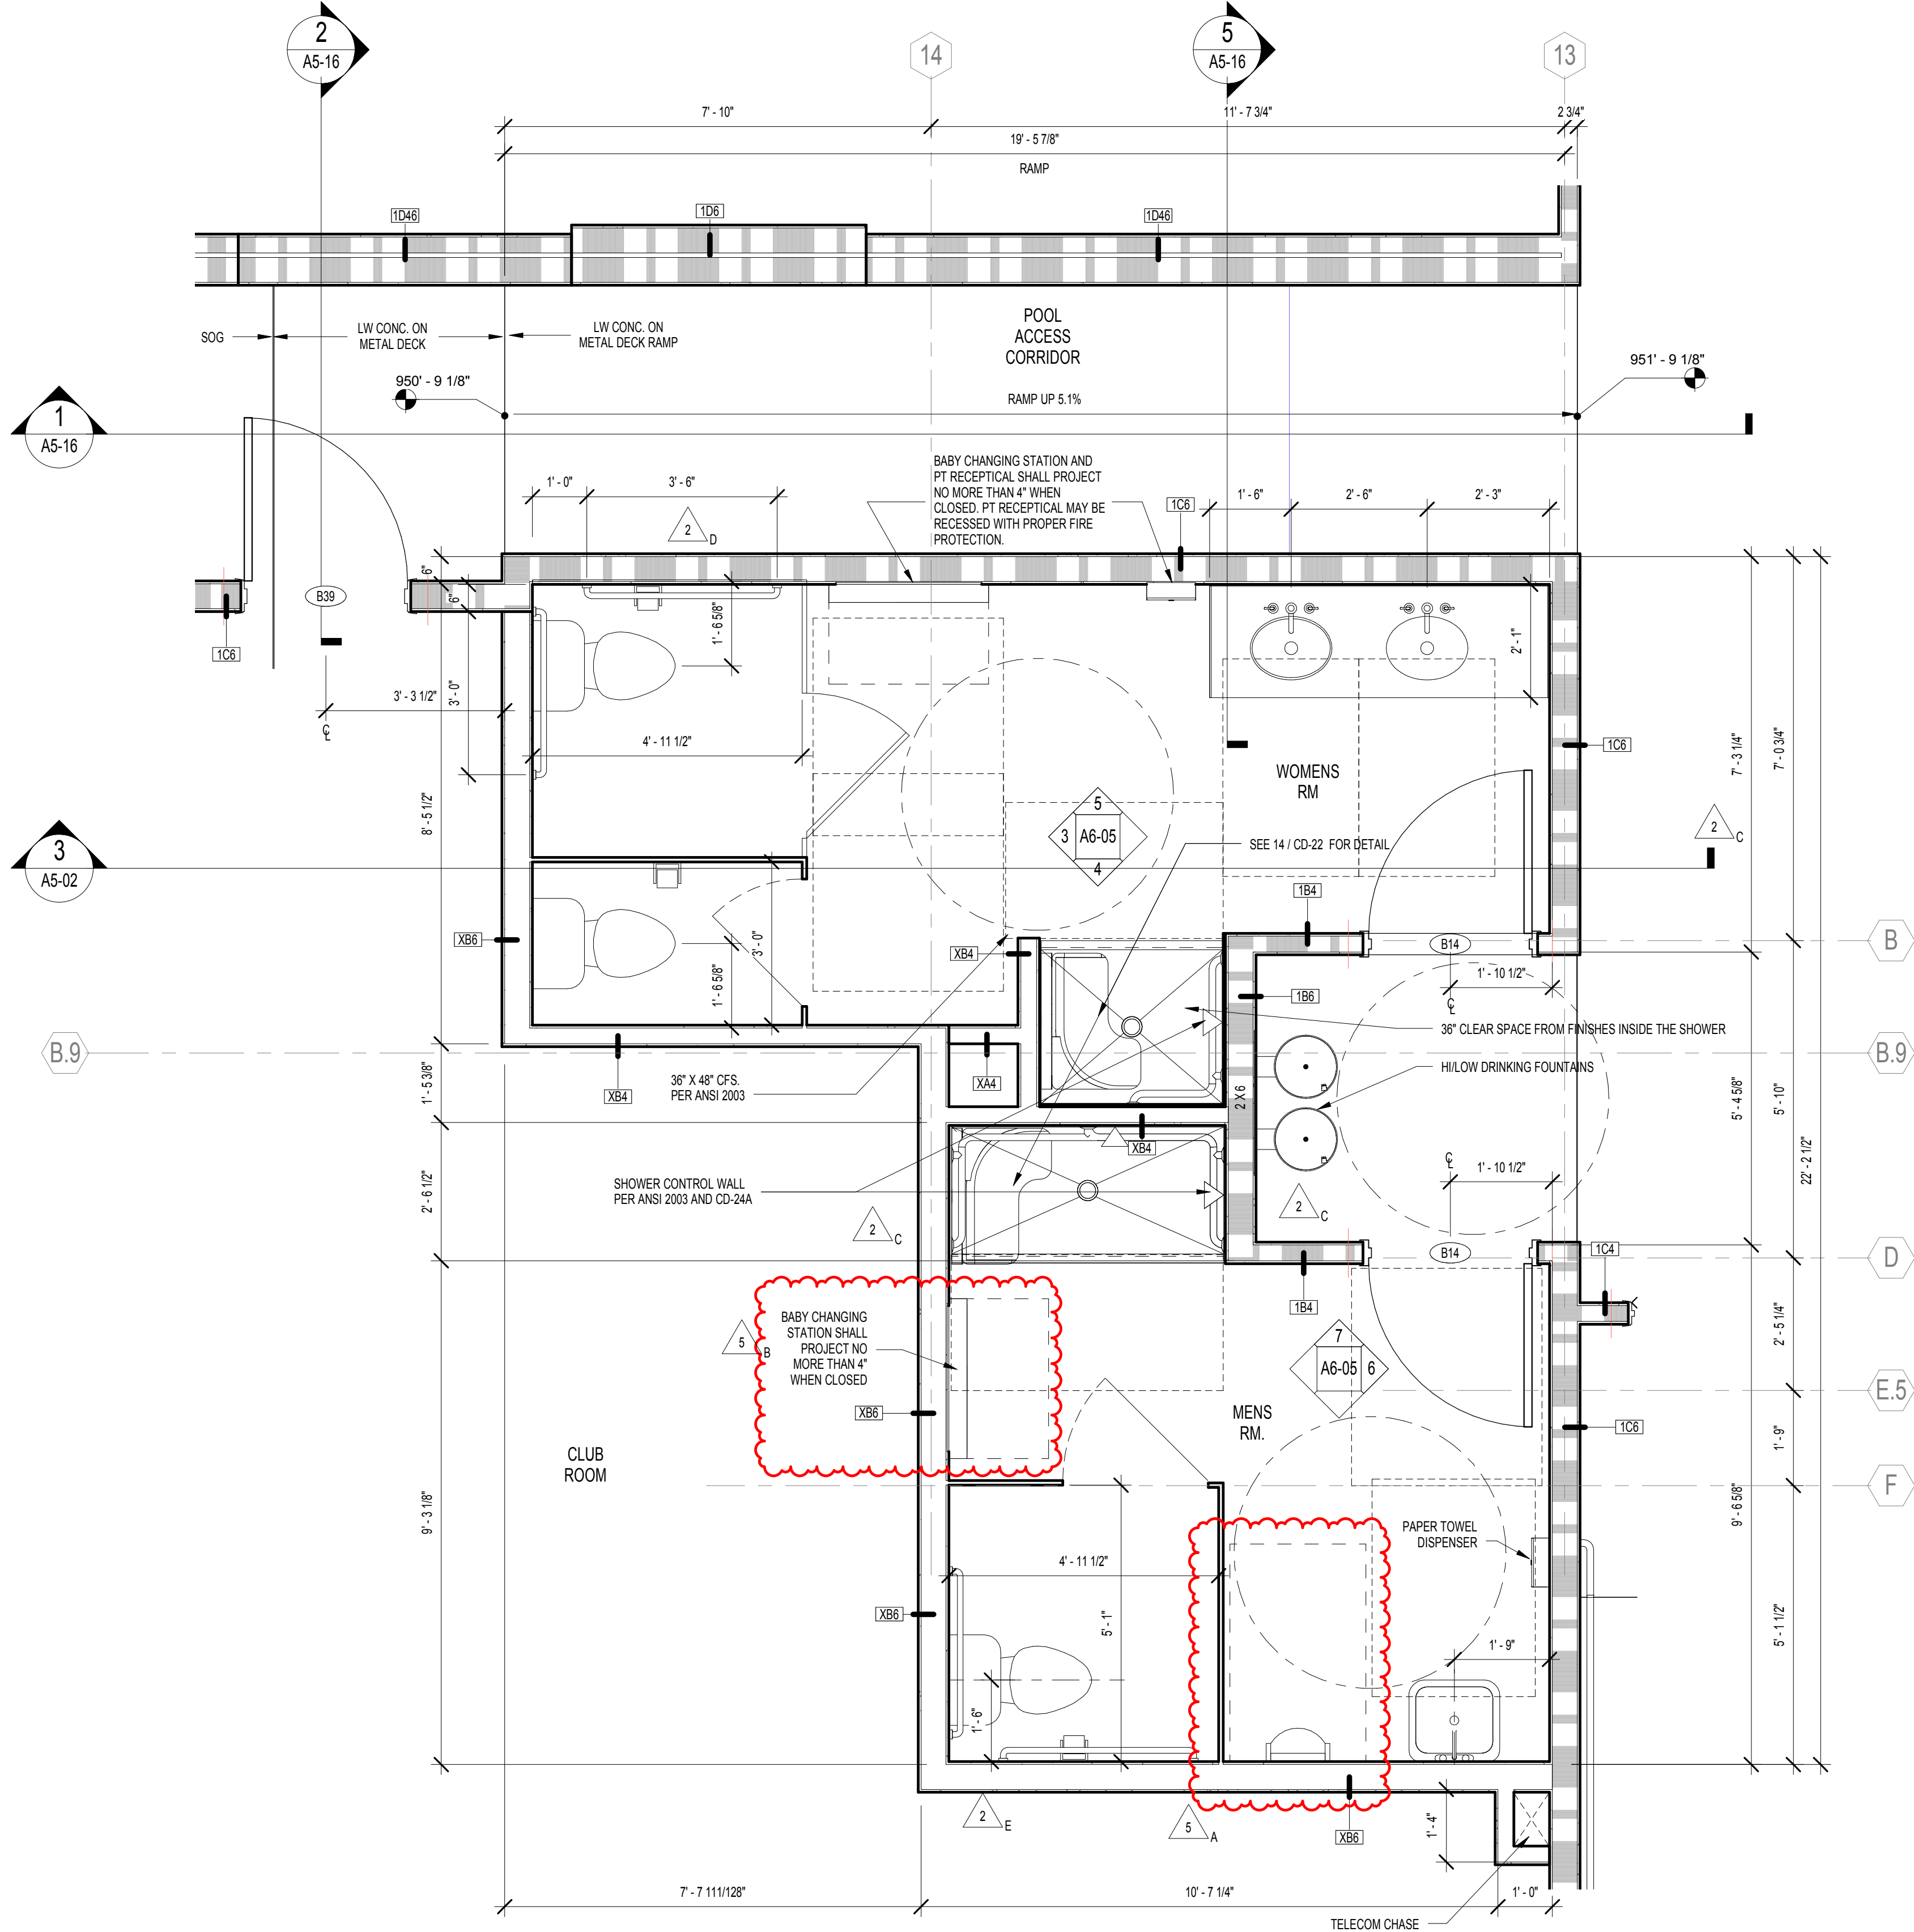 2
A5-16
14
5
A5-16
13
7' - 10"
11' - 7 3/4"
2 3/4"
19' - 5 7/8"
RAMP
1D46
1D6
1D46
SOG
LW CONC. ON
METAL DECK
LW CONC. ON
METAL DECK RAMP
POOL
ACCESS
CORRIDOR
951' - 9 1/8"
950' - 9 1/8"
RAMP UP 5.1%
1
A5-16
BABY CHANGING STATION AND
PT RECEPTICAL SHALL PROJECT
NO MORE THAN 4" WHEN
CLOSED. PT RECEPTICAL MAY BE
RECESSED WITH PROPER FIRE
PROTECTION.
1' - 0"
3' - 6"
1C6
1' - 6"
2' - 6"
2' - 3"
2
D
6"
6"
B39
1C6
1' - 6 5/8"
2' - 1"
3' - 3 1/2"
3' - 0"
CL
4' - 11 1/2"
1C6
7' - 3 1/4"
7' - 0 3/4"
WOMENS
RM
8' - 5 1/2"
5
3
A6-05
4
SEE 14 / CD-22 FOR DETAIL
2
C
3
A5-02
1B4
XB6
XB4
B14
B
3' - 0"
1' - 6 5/8"
1' - 10 1/2"
CL
1B6
36" CLEAR SPACE FROM FINISHES INSIDE THE SHOWER
B.9
B.9
HI/LOW DRINKING FOUNTAINS
36" X 48" CFS.
PER ANSI 2003
XB4
XA4
2 X 6
1' - 5 3/8"
5' - 4 5/8"
5' - 10"
22' - 2 1/2"
XB4
SHOWER CONTROL WALL
PER ANSI 2003 AND CD-24A
CL
1' - 10 1/2"
2' - 6 1/2"
2
C
2
C
B14
1C4
D
1B4
BABY CHANGING
STATION SHALL
PROJECT NO
MORE THAN 4"
WHEN CLOSED
5
B
7
A6-05
6
2' - 5 1/4"
E.5
XB6
MENS
RM.
1C6
1' - 9"
CLUB
ROOM
F
9' - 3 1/8"
9' - 6 5/8"
PAPER TOWEL
DISPENSER
4' - 11 1/2"
XB6
5' - 1"
5' - 1 1/2"
1' - 9"
1' - 6"
2
E
5
A
XB6
1' - 4"
7' - 7 111/128"
10' - 7 1/4"
1' - 0"
TELECOM CHASE